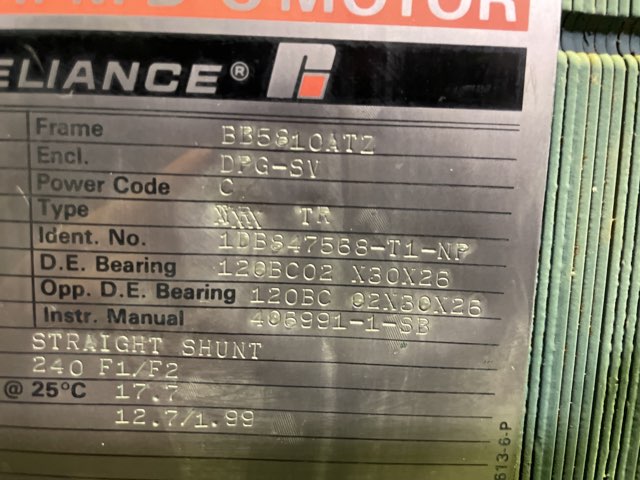 D-C MOTOR
ELIANCE®
Frame BB5810ATZ
Encl. DPG-SV
Power Code C
Type TR
Ident. No. 1DB847568-T1-NP
D.E. Bearing 120BC02 X30X26
Opp. D.E. Bearing 120BC 02X30X26
Instr. Manual 406991-1-SB
STRAIGHT SHUNT
240 F1/F2
@ 25°C 17.7
12.7/1.99
613-6-P